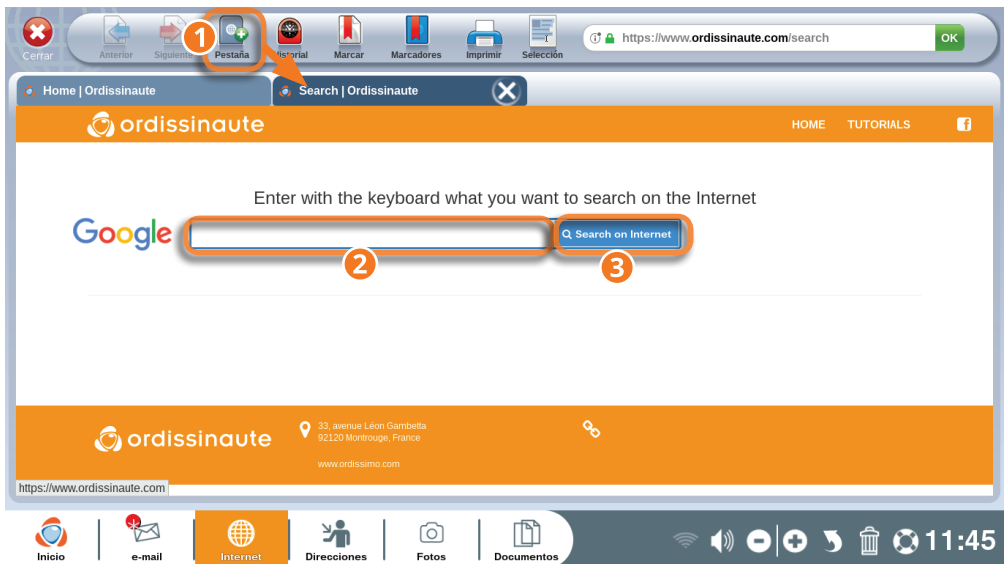 Cerrar
Anterior
Siguiente
1
Pestaña
Historial
Marcar
Marcadores
Imprimir
Selección
https://www.ordissinaute.com/search
OK
Home | Ordissinaute
Search | Ordissinaute
ordissinaute
HOME
TUTORIALS
Enter with the keyboard what you want to search on the Internet
Google
Search on Internet
2
3
ordissinaute
33, avenue Léon Gambetta
92120 Montrouge, France
www.ordissimo.com
https://www.ordissinaute.com
Inicio
e-mail
Internet
Direcciones
Fotos
Documentos
11:45